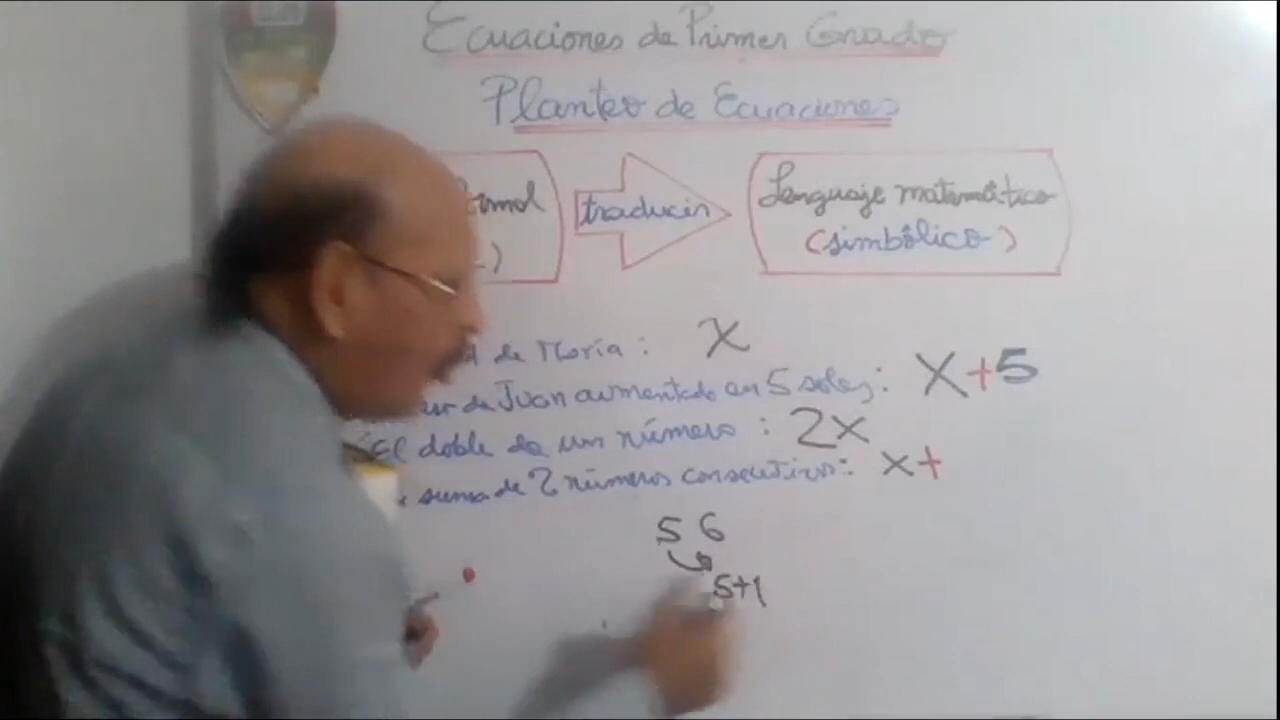 Ecuaciones de Primer Grado
Planteo de Ecuaciones
traducir
Lenguaje matemático
(simbólico)
de María : x
de Juan aumentado en 5 soles: x+5
El doble de un número : 2x
suma de 2 números consecutivos: x+
5 6
5+1